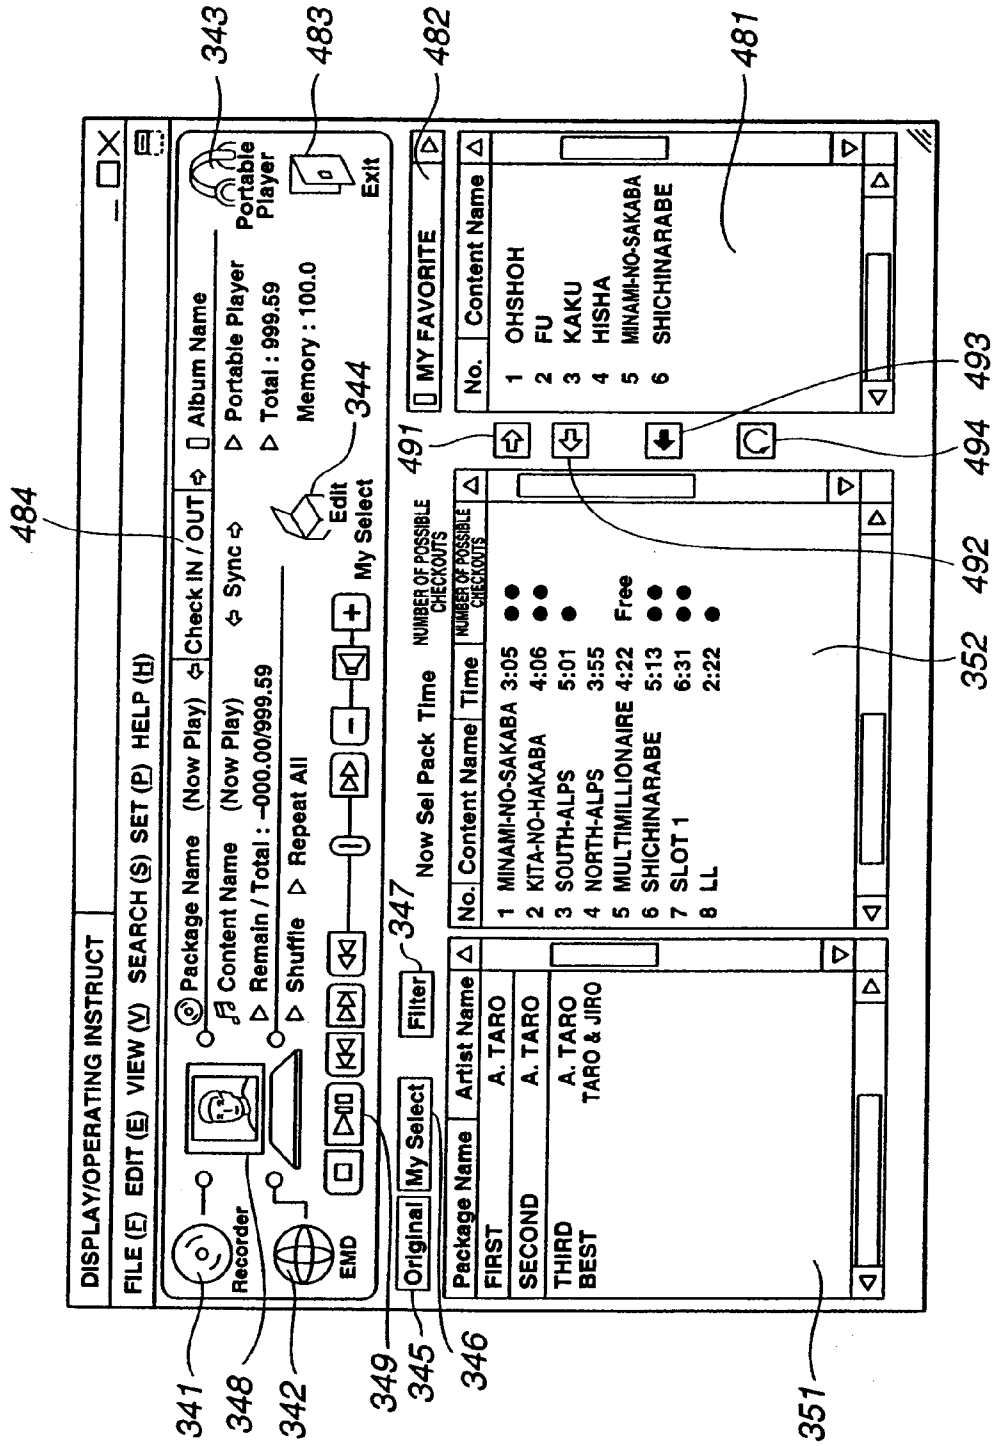 484
DISPLAY/OPERATING INSTRUCT
FILE (F) EDIT (E) VIEW (V) SEARCH (S) SET (P) HELP (H)
341
Recorder
348
342
EMD
349
Package Name (Now Play)
Check IN / OUT
Album Name
Content Name (Now Play)
Sync
Portable Player
Remain / Total : -000.00/999.59
Total : 999.59
Shuffle
Repeat All
Memory : 100.0
343
Portable
Player
483
Exit
344
Edit
My Select
345
Original
346
My Select
347
Filter
Now Sel Pack Time
NUMBER OF POSSIBLE
CHECKOUTS
491
MY FAVORITE
482
Package Name Artist Name
FIRST A. TARO
SECOND A. TARO
THIRD A. TARO
BEST TARO & JIRO
351
No. Content Name Time NUMBER OF POSSIBLE
CHECKOUTS
1 MINAMI-NO-SAKABA 3:05
2 KITA-NO-HAKABA 4:06
3 SOUTH-ALPS 5:01
4 NORTH-ALPS 3:55
5 MULTIMILLIONAIRE 4:22 Free
6 SHICHINARABE 5:13
7 SLOT 1 6:31
8 LL 2:22
352
492
494
493
No. Content Name
1 OHSHOH
2 FU
3 KAKU
4 HISHA
5 MINAMI-NO-SAKABA
6 SHICHINARABE
481